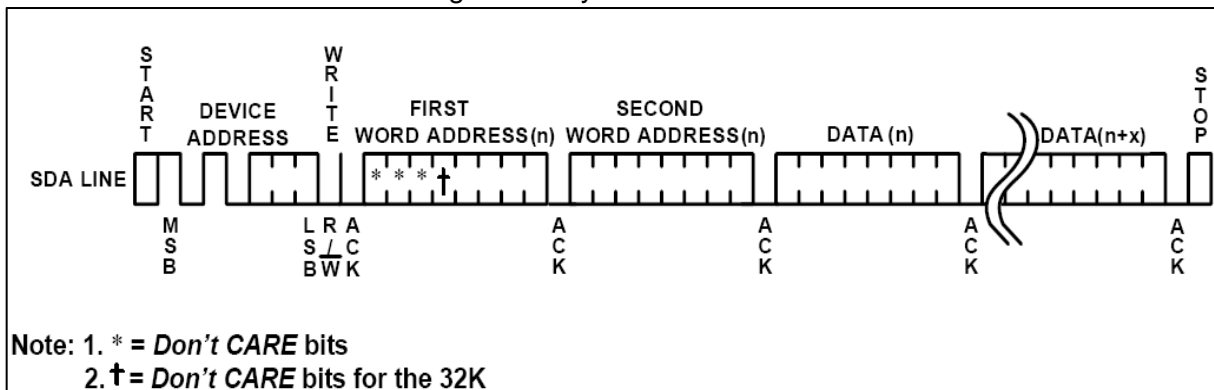 START
WRITE
STOP
DEVICE
ADDRESS
FIRST
WORD ADDRESS(n)
SECOND
WORD ADDRESS(n)
DATA (n)
DATA(n+x)
SDA LINE
* * * †
MSB
LSB
R/W
ACK
ACK
ACK
ACK
ACK
Note: 1. * = Don't CARE bits
2. † = Don't CARE bits for the 32K